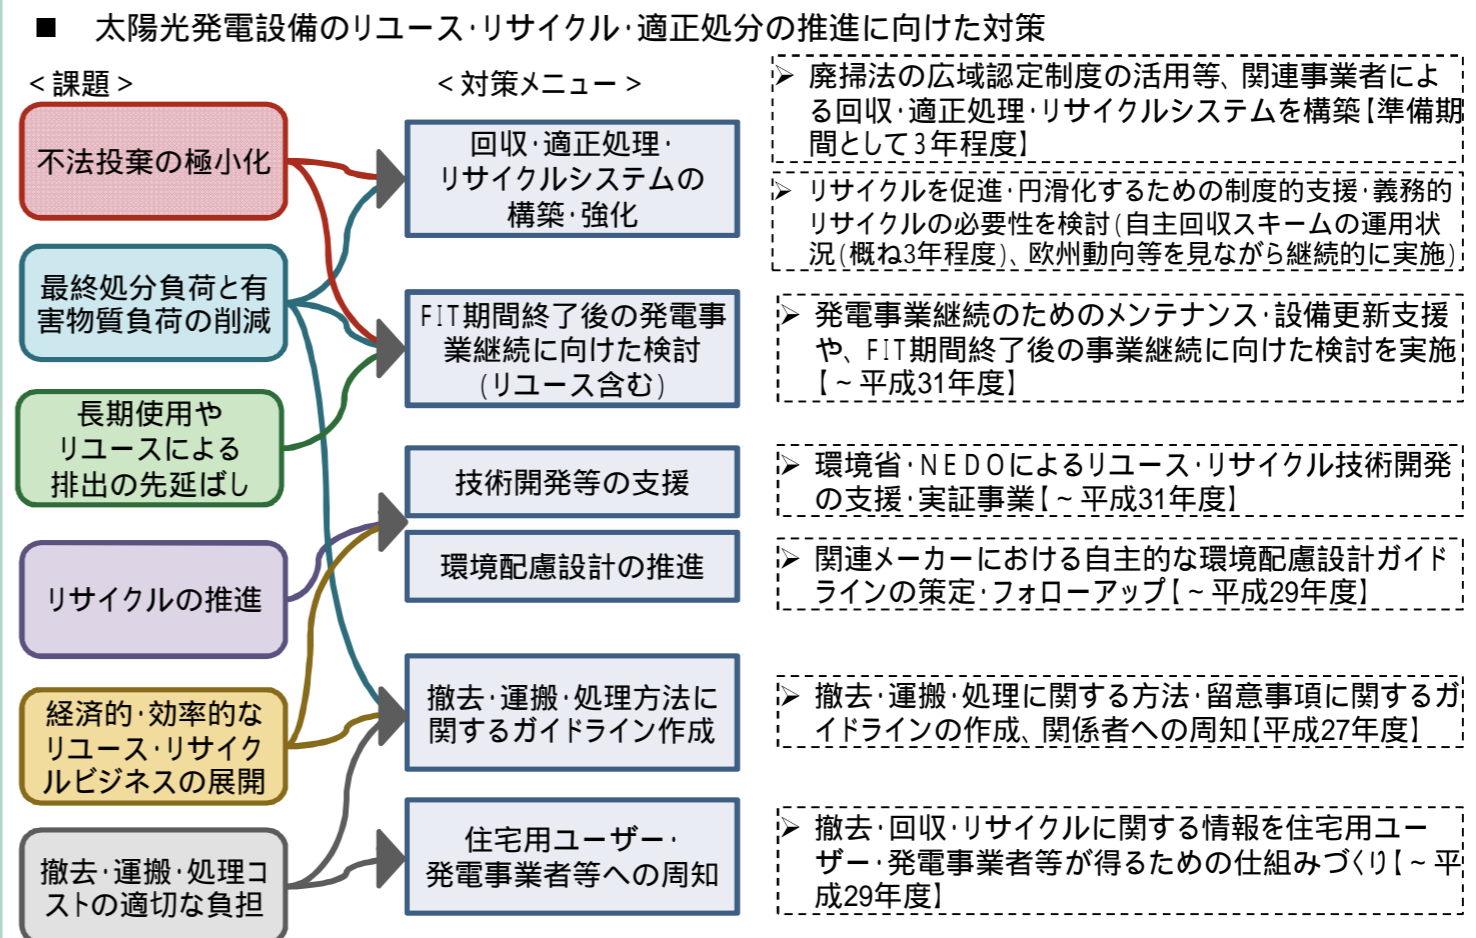 ■ 太陽光発電設備のリユース・リサイクル・適正処分の推進に向けた対策
<課題>
不法投棄の極小化
最終処分負荷と有
害物質負荷の削減
長期使用や
リユースによる
排出の先延ばし
リサイクルの推進
経済的・効率的な
リユース・リサイク
ルビジネスの展開
撤去・運搬・処理コ
ストの適切な負担
<対策メニュー>
回収・適正処理・
リサイクルシステムの
構築・強化
FIT期間終了後の発電事
業継続に向けた検討
(リユース含む)
技術開発等の支援
環境配慮設計の推進
撤去・運搬・処理方法に
関するガイドライン作成
住宅用ユーザー・
発電事業者等への周知
➢ 廃掃法の広域認定制度の活用等、関連事業者によ
る回収・適正処理・リサイクルシステムを構築【準備期
間として3年程度】
➢ リサイクルを促進・円滑化するための制度的支援・義務的
リサイクルの必要性を検討(自主回収スキームの運用状
況(概ね3年程度)、欧州動向等を見ながら継続的に実施)
➢ 発電事業継続のためのメンテナンス・設備更新支援
や、FIT期間終了後の事業継続に向けた検討を実施
【~平成31年度】
➢ 環境省・NEDOによるリユース・リサイクル技術開発
の支援・実証事業【~平成31年度】
➢ 関連メーカーにおける自主的な環境配慮設計ガイド
ラインの策定・フォローアップ【~平成29年度】
➢ 撤去・運搬・処理に関する方法・留意事項に関するガ
イドラインの作成、関係者への周知【平成27年度】
➢ 撤去・回収・リサイクルに関する情報を住宅用ユー
ザー・発電事業者等が得るための仕組みづくり【~平
成29年度】